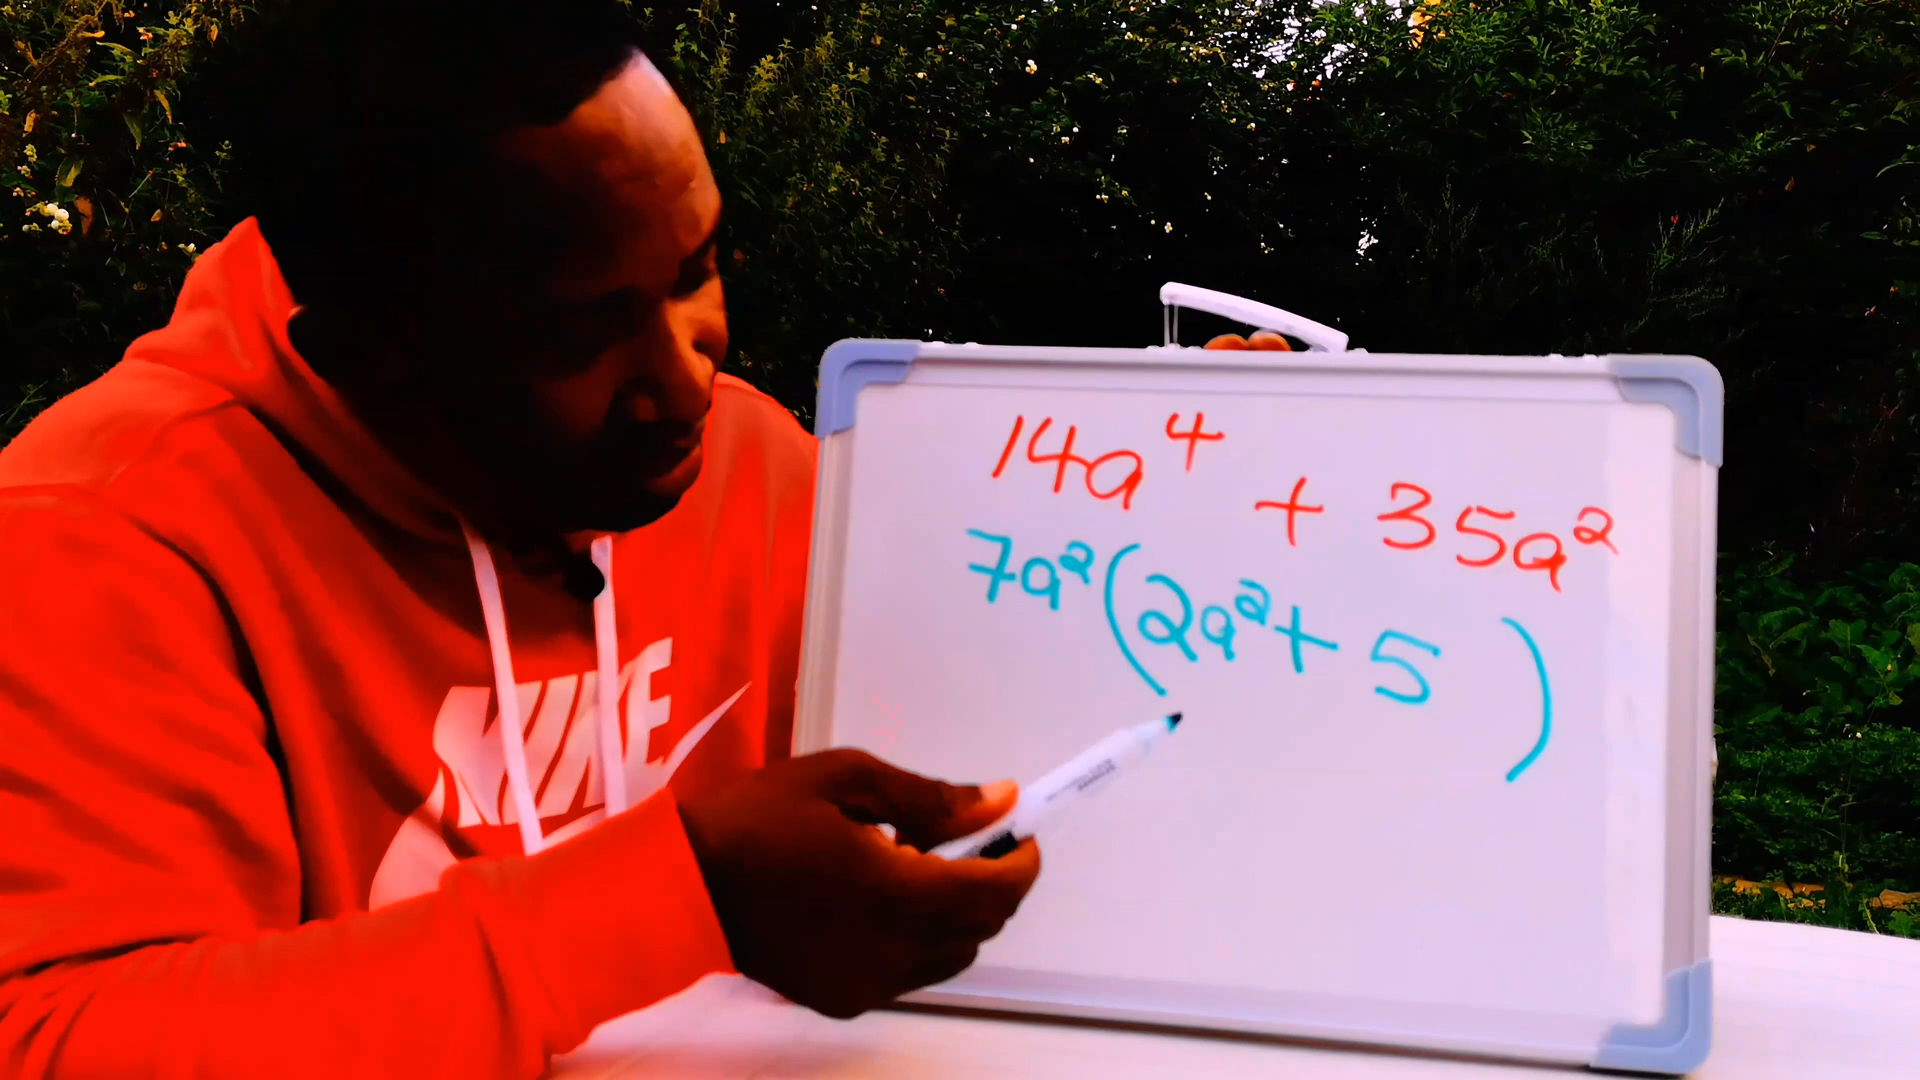 14a⁴ + 35a²
7a²(2a² + 5)
NIKE